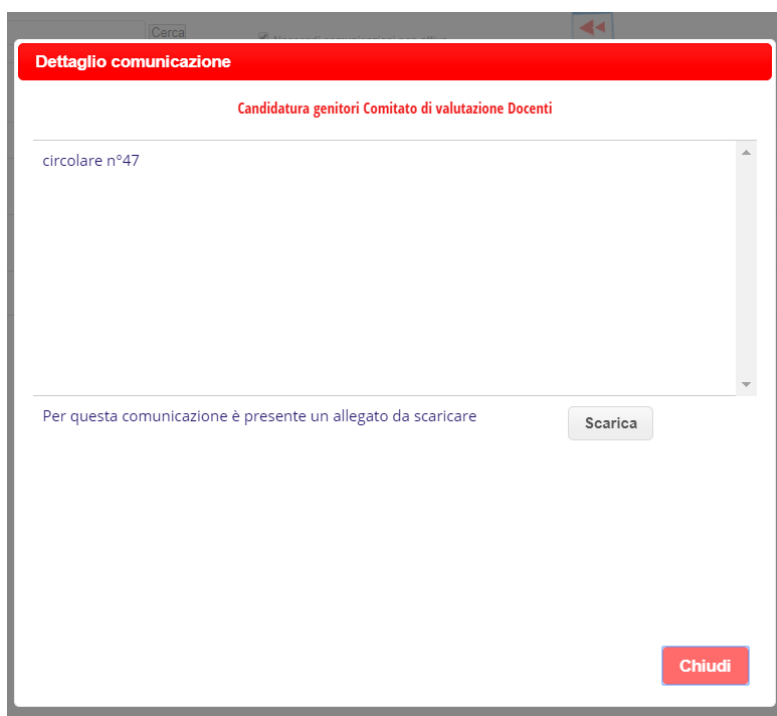 Cerca
Dettaglio comunicazione
Candidatura genitori Comitato di valutazione Docenti
circolare n°47
Per questa comunicazione è presente un allegato da scaricare
Scarica
Chiudi